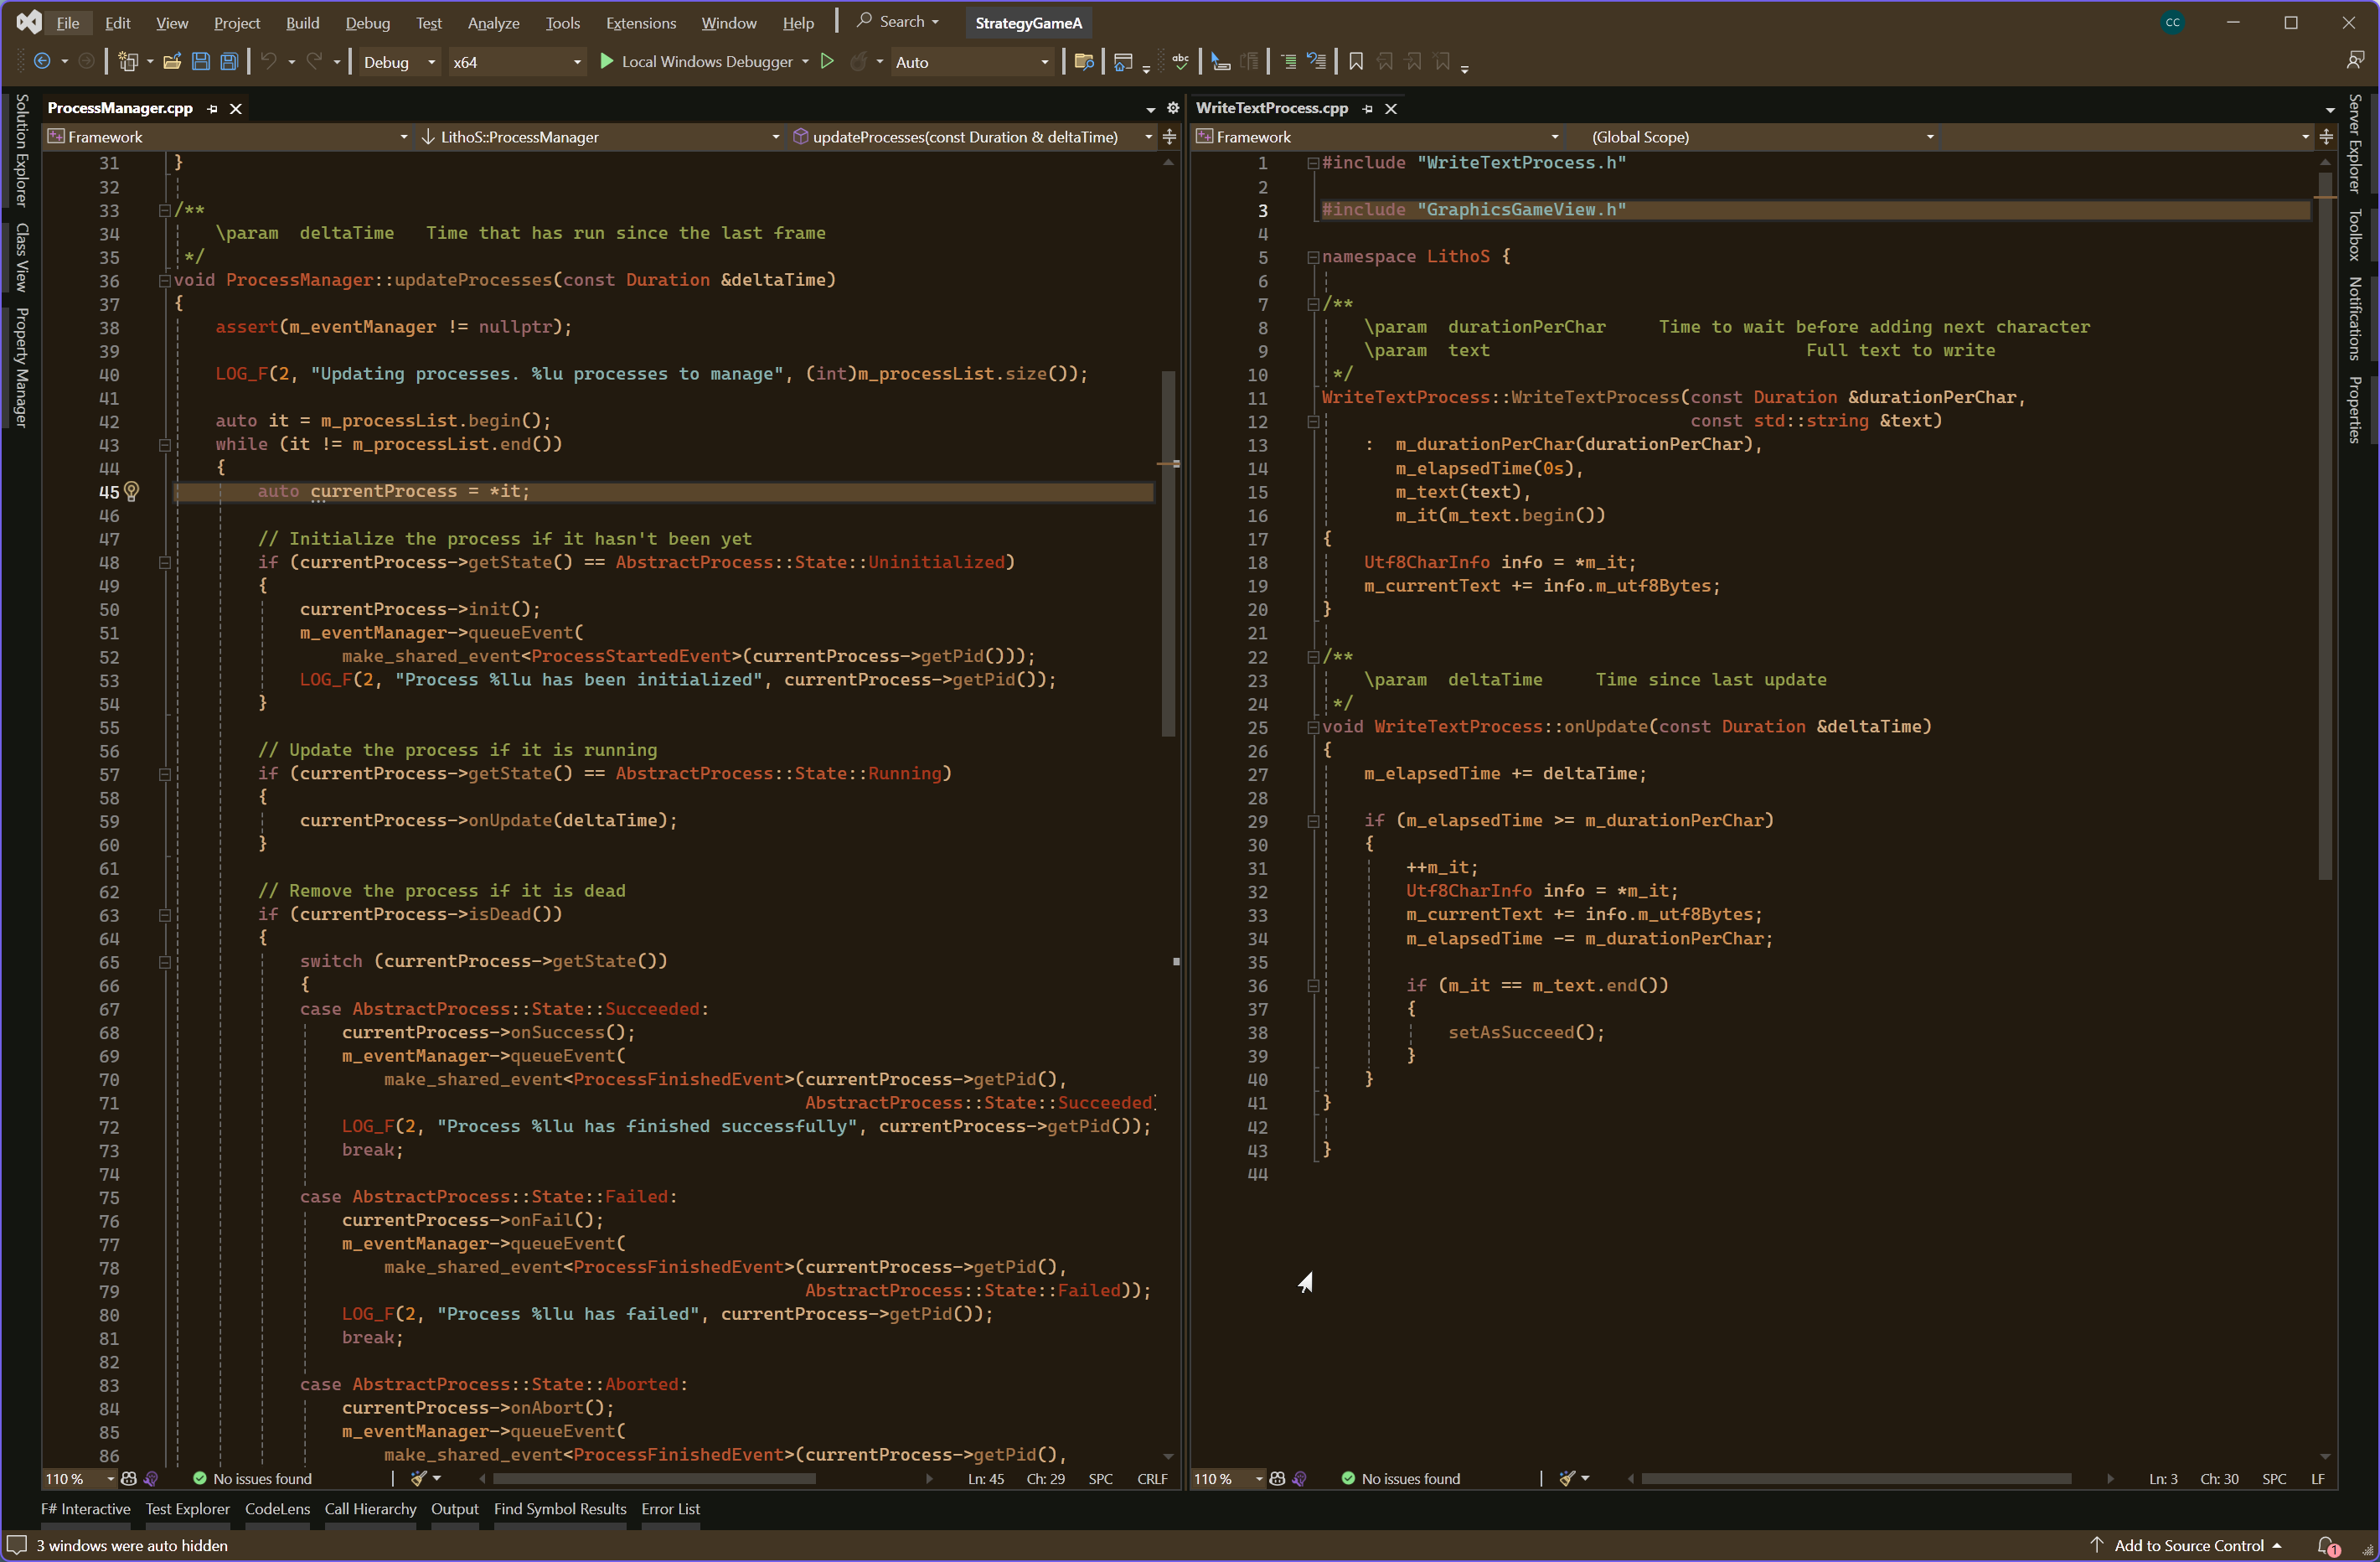 File Edit View Project Build Debug Test Analyze Tools Extensions Window Help Search StrategyGameA CC
Debug x64 Local Windows Debugger Auto abc
Solution Explorer
Class View
Property Manager
ProcessManager.cpp
Framework LithoS::ProcessManager updateProcesses(const Duration & deltaTime)
31 }
32
33 /**
34 \param deltaTime Time that has run since the last frame
35 */
36 void ProcessManager::updateProcesses(const Duration &deltaTime)
37 {
38 assert(m_eventManager != nullptr);
39
40 LOG_F(2, "Updating processes. %lu processes to manage", (int)m_processList.size());
41
42 auto it = m_processList.begin();
43 while (it != m_processList.end())
44 {
45 auto currentProcess = *it;
46
47 // Initialize the process if it hasn't been yet
48 if (currentProcess->getState() == AbstractProcess::State::Uninitialized)
49 {
50 currentProcess->init();
51 m_eventManager->queueEvent(
52 make_shared_event<ProcessStartedEvent>(currentProcess->getPid()));
53 LOG_F(2, "Process %llu has been initialized", currentProcess->getPid());
54 }
55
56 // Update the process if it is running
57 if (currentProcess->getState() == AbstractProcess::State::Running)
58 {
59 currentProcess->onUpdate(deltaTime);
60 }
61
62 // Remove the process if it is dead
63 if (currentProcess->isDead())
64 {
65 switch (currentProcess->getState())
66 {
67 case AbstractProcess::State::Succeeded:
68 currentProcess->onSuccess();
69 m_eventManager->queueEvent(
70 make_shared_event<ProcessFinishedEvent>(currentProcess->getPid(),
71 AbstractProcess::State::Succeeded)
72 LOG_F(2, "Process %llu has finished successfully", currentProcess->getPid());
73 break;
74
75 case AbstractProcess::State::Failed:
76 currentProcess->onFail();
77 m_eventManager->queueEvent(
78 make_shared_event<ProcessFinishedEvent>(currentProcess->getPid(),
79 AbstractProcess::State::Failed));
80 LOG_F(2, "Process %llu has failed", currentProcess->getPid());
81 break;
82
83 case AbstractProcess::State::Aborted:
84 currentProcess->onAbort();
85 m_eventManager->queueEvent(
86 make_shared_event<ProcessFinishedEvent>(currentProcess->getPid(),
110 % No issues found Ln: 45 Ch: 29 SPC CRLF
WriteTextProcess.cpp
Framework (Global Scope)
1 #include "WriteTextProcess.h"
2
3 #include "GraphicsGameView.h"
4
5 namespace LithoS {
6
7 /**
8 \param durationPerChar Time to wait before adding next character
9 \param text Full text to write
10 */
11 WriteTextProcess::WriteTextProcess(const Duration &durationPerChar,
12 const std::string &text)
13 : m_durationPerChar(durationPerChar),
14 m_elapsedTime(0s),
15 m_text(text),
16 m_it(m_text.begin())
17 {
18 Utf8CharInfo info = *m_it;
19 m_currentText += info.m_utf8Bytes;
20 }
21
22 /**
23 \param deltaTime Time since last update
24 */
25 void WriteTextProcess::onUpdate(const Duration &deltaTime)
26 {
27 m_elapsedTime += deltaTime;
28
29 if (m_elapsedTime >= m_durationPerChar)
30 {
31 ++m_it;
32 Utf8CharInfo info = *m_it;
33 m_currentText += info.m_utf8Bytes;
34 m_elapsedTime -= m_durationPerChar;
35
36 if (m_it == m_text.end())
37 {
38 setAsSucceed();
39 }
40 }
41 }
42
43 }
44
110 % No issues found Ln: 3 Ch: 30 SPC LF
Server Explorer
Toolbox
Notifications
Properties
F# Interactive Test Explorer CodeLens Call Hierarchy Output Find Symbol Results Error List
3 windows were auto hidden Add to Source Control 1